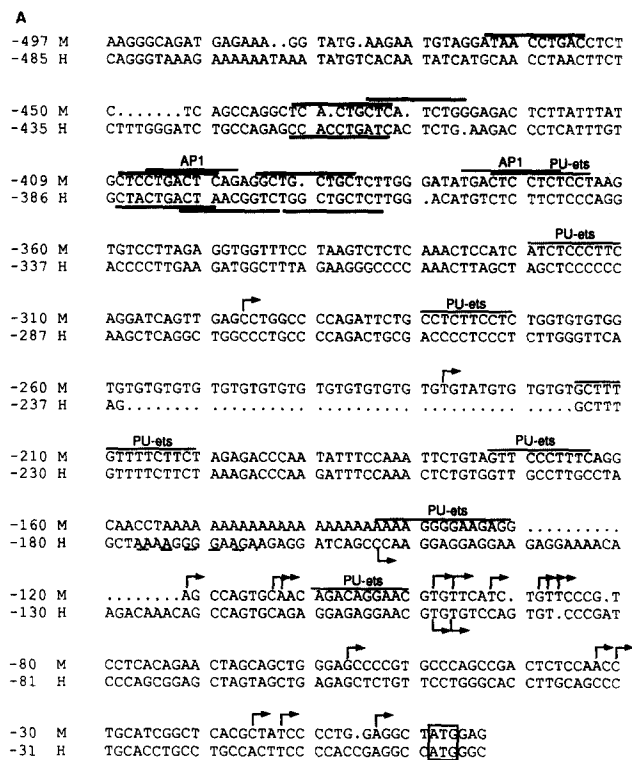 A
-497 M AAGGGCAGAT GAGAAA..GG TATATG.AAGAA TGTAGGATAA CCTGACCTCT
-485 H CAGGGTAAAG AAAAAATAAA TATGTCACAA TATCATGCAA CCTAACTTCT
-450 M C.......TC AGCCAGGCTC TCA.CTGCTCA. TCTGGGAGAC TCTTATTTAT
-435 H CTTTGGGATC TGCCAGAGCC ACCTGATCAC TCTG.AAGACC CTCATTTGT
AP1 AP1 PU-ets
-409 M GCTCCTGACT CAGAGGCTG. CCTGCTCTTGG GATATGACTC CCTCTCCTAAG
-386 H GCTACTGACT AACGGTCTGG CTGCTCTTGG .ACATGTCTC TTCTCCCAGG
PU-ets
-360 M TGTCCTTAGA GGTGGTTTCC TAAGTCTCTC AAACTCCATC ATCTCCCTTC
-337 H ACCCCTTGAA GATGGCTTTA GAAGGGCCCC AAACTTAGCT AGCTCCCCCC
PU-ets
-310 M AGGATCAGTT GAGCCTGGCC CCAGATTCTG CCTCTTCCTC TGGTGTGTGG
-287 H AAGCTCAGGC TGGCCCTGCC CCAGACTGCG ACCCCTCCCT CTTGGGTTCA
-260 M TGTGTGTGTG TGTGTGTGTG TGTGTGTGTG TGTGTATGTG TGTGTGCTTT
-237 H AG...................................GCTTT
PU-ets PU-ets
-210 M GTTTTCTTCT AGAGACCCAA TATTTCCAAA TTCTGTAGTT CCCTTTCAGG
-230 H GTTTTCTTCT AAAGACCCAA GATTTCCAAA CTCTGTGGTT GCCTTGCCTA
PU-ets
-160 M CAACCTAAAA AAAAAAAAAA AAAAAAAAAA GGGGAAGAGG ..........
-180 H GCTAAAAGGG GAAGAAGAGG ATCAGCCCAA GGAGGAGGAA GAGGAAAACA
PU-ets
-120 M ........AG CCAGTGCAAC AGACAGGAAC GTGTTCATC. TGTTCCCG.T
-130 H AGACAAACAG CCAGTGCAGA GGAGAGGAAC GTGTGTCCAG TGT.CCCGAT
-80 M CCTCACAGAA CTAGCAGCTG GGAGCCCCGT GCCCAGCCGA CTCTCCAACC
-81 H CCCAGCGGAG CTAGTAGCTG AGAGCTCTGT TCCTGGGCAC CTTGCAGCCC
-30 M TGCATCGGCT CACGCTATCC CCCTG.GAGGC TATGGAG
-31 H TGCACCTGCC TGCCACTTCC CCACCGAGGC CATGGGC